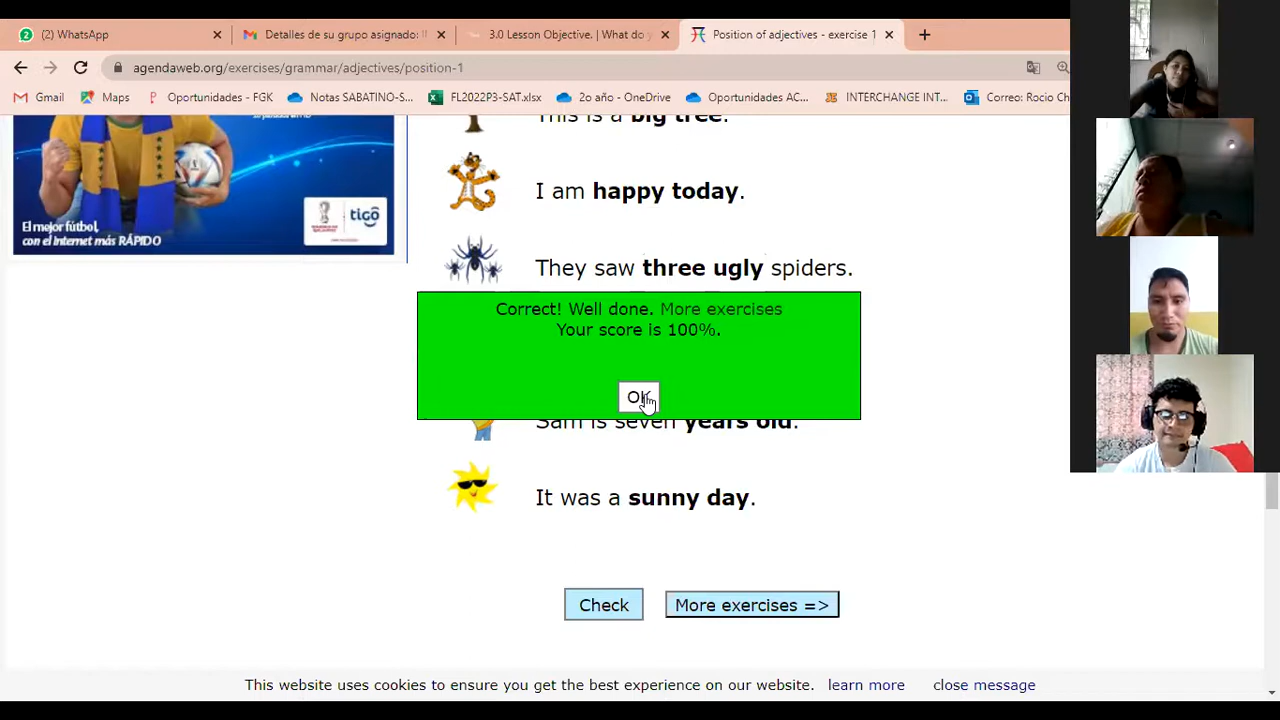 (2) WhatsApp
Detalles de su grupo asignado: I
3.0 Lesson Objective. | What do y
Position of adjectives - exercise 1
agendaweb.org/exercises/grammar/adjectives/position-1
Gmail
Maps
Oportunidades - FGK
Notas SABATINO-S...
FL2022P3-SAT.xlsx
2o año - OneDrive
Oportunidades AC...
INTERCHANGE INT...
Correo: Rocio Ch
This is a big tree.
I am happy today.
They saw three ugly spiders.
El mejor fútbol,
con el Internet más RÁPIDO
tigo
Correct! Well done. More exercises
Your score is 100%.
OK
Sam is seven years old.
It was a sunny day.
Check
More exercises =>
This website uses cookies to ensure you get the best experience on our website. learn more close message